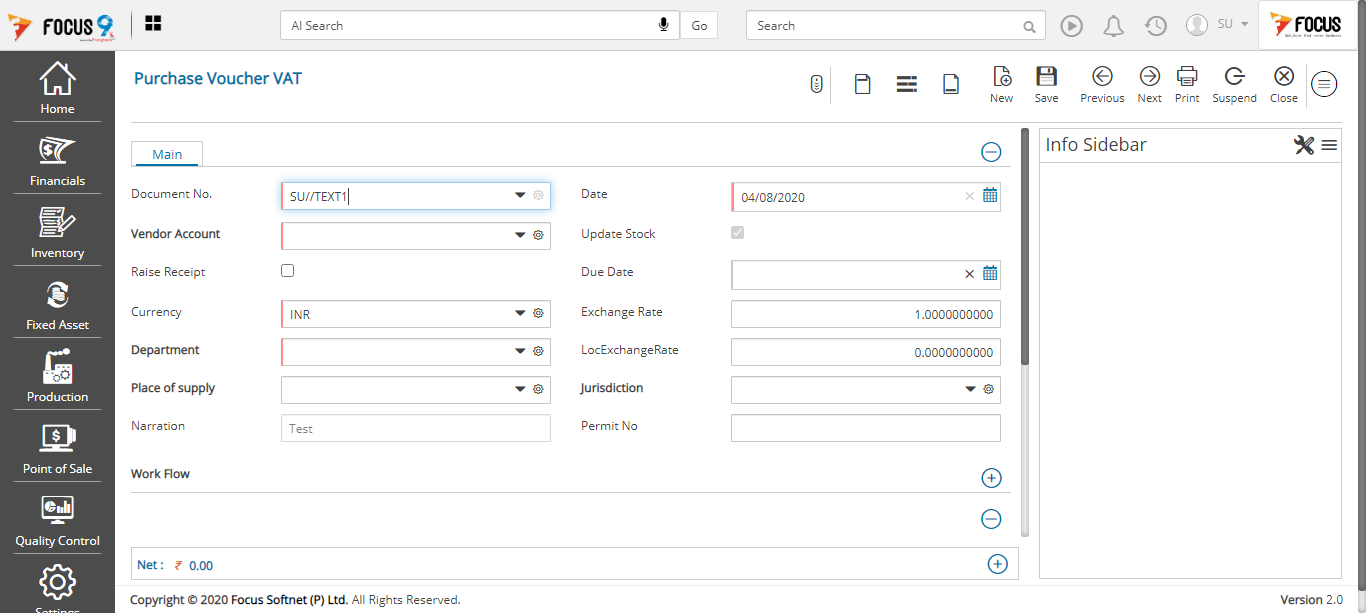 FOCUS 9
AI Search
Go
Search
SU
FOCUS
Home
Financials
Inventory
Fixed Asset
Production
Point of Sale
Quality Control
Settings
Purchase Voucher VAT
New
Save
Previous
Next
Print
Suspend
Close
Main
Document No. SU//TEXT1 Date 04/08/2020
Vendor Account Update Stock
Raise Receipt Due Date
Currency INR Exchange Rate 1.0000000000
Department LocExchangeRate 0.0000000000
Place of supply Jurisdiction
Narration Test Permit No
Work Flow
Net : ₹ 0.00
Info Sidebar
Copyright © 2020 Focus Softnet (P) Ltd. All Rights Reserved.
Version 2.0